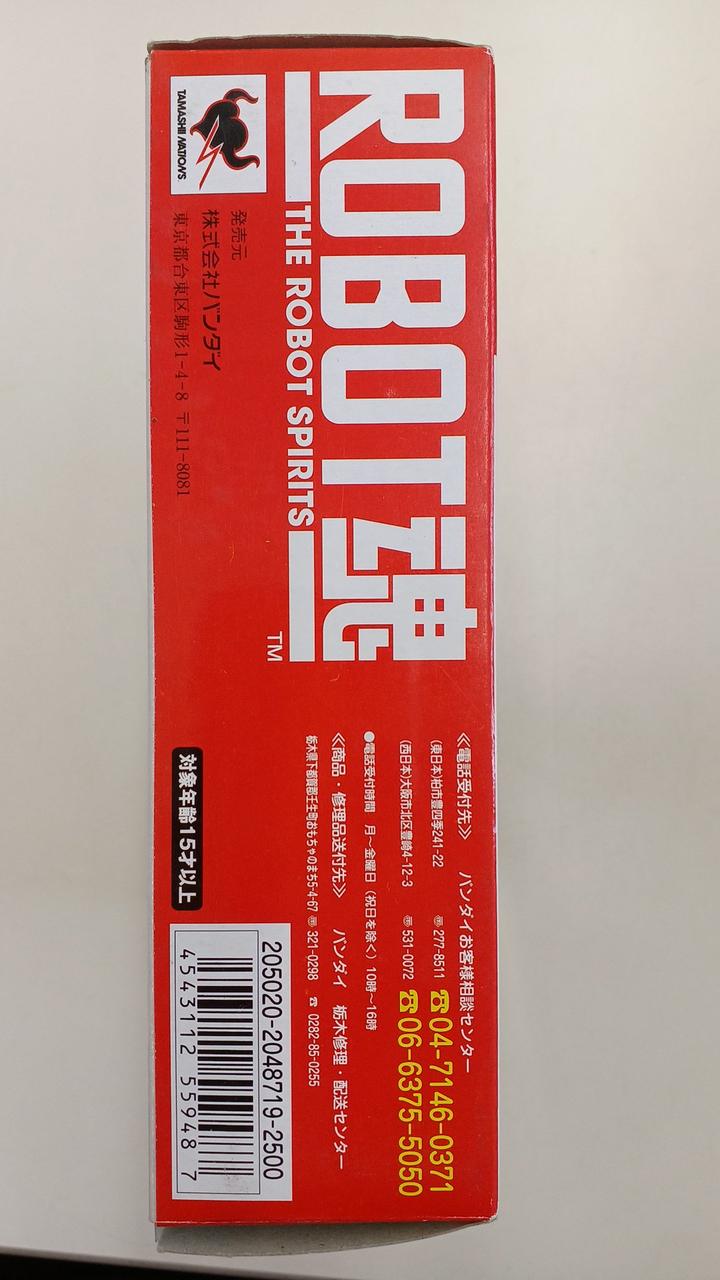 ROBOT魂
THE ROBOT SPIRITS
TM
TAMASHII NATIONS
発売元
株式会社バンダイ
東京都台東区駒形1-4-8 〒111-8081
≪電話受付先≫ バンダイお客様相談センター
(東日本)柏市豊四季241-22 〠 277-8511 ☎04-7146-0371
(西日本)大阪市北区豊崎4-12-3 〠 531-0072 ☎06-6375-5050
●電話受付時間 月〜金曜日 (祝日を除く) 10時〜16時
≪商品・修理品送付先≫ バンダイ 栃木修理・配送センター
栃木県下都賀郡壬生町おもちゃのまち5-4-67 〠 321-0298 ☎ 0282-85-0255
対象年齢15才以上
205020-2048719-2500
4543112 559487